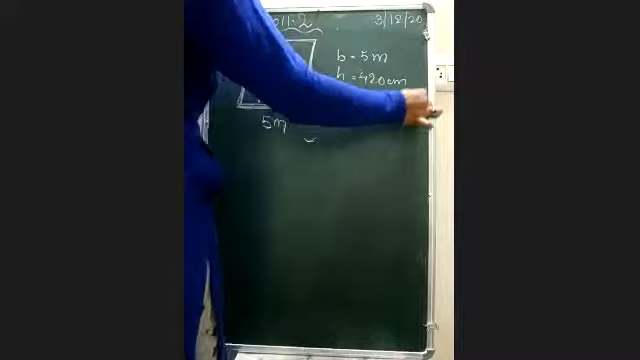 3/12/20
b = 5m
h = 420cm
5m